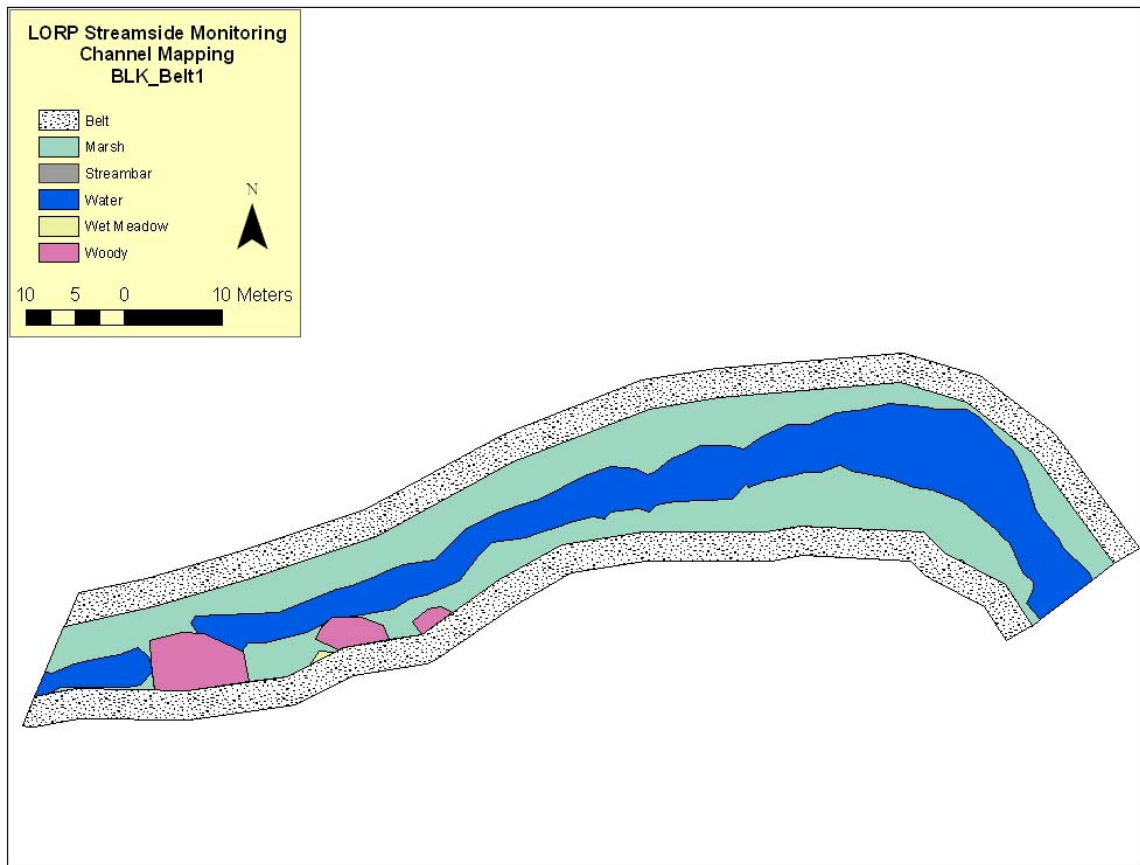 LORP Streamside Monitoring
Channel Mapping
BLK_Belt1
Belt
Marsh
Streambar
Water
Wet Meadow
Woody
N
10 5 0 10 Meters